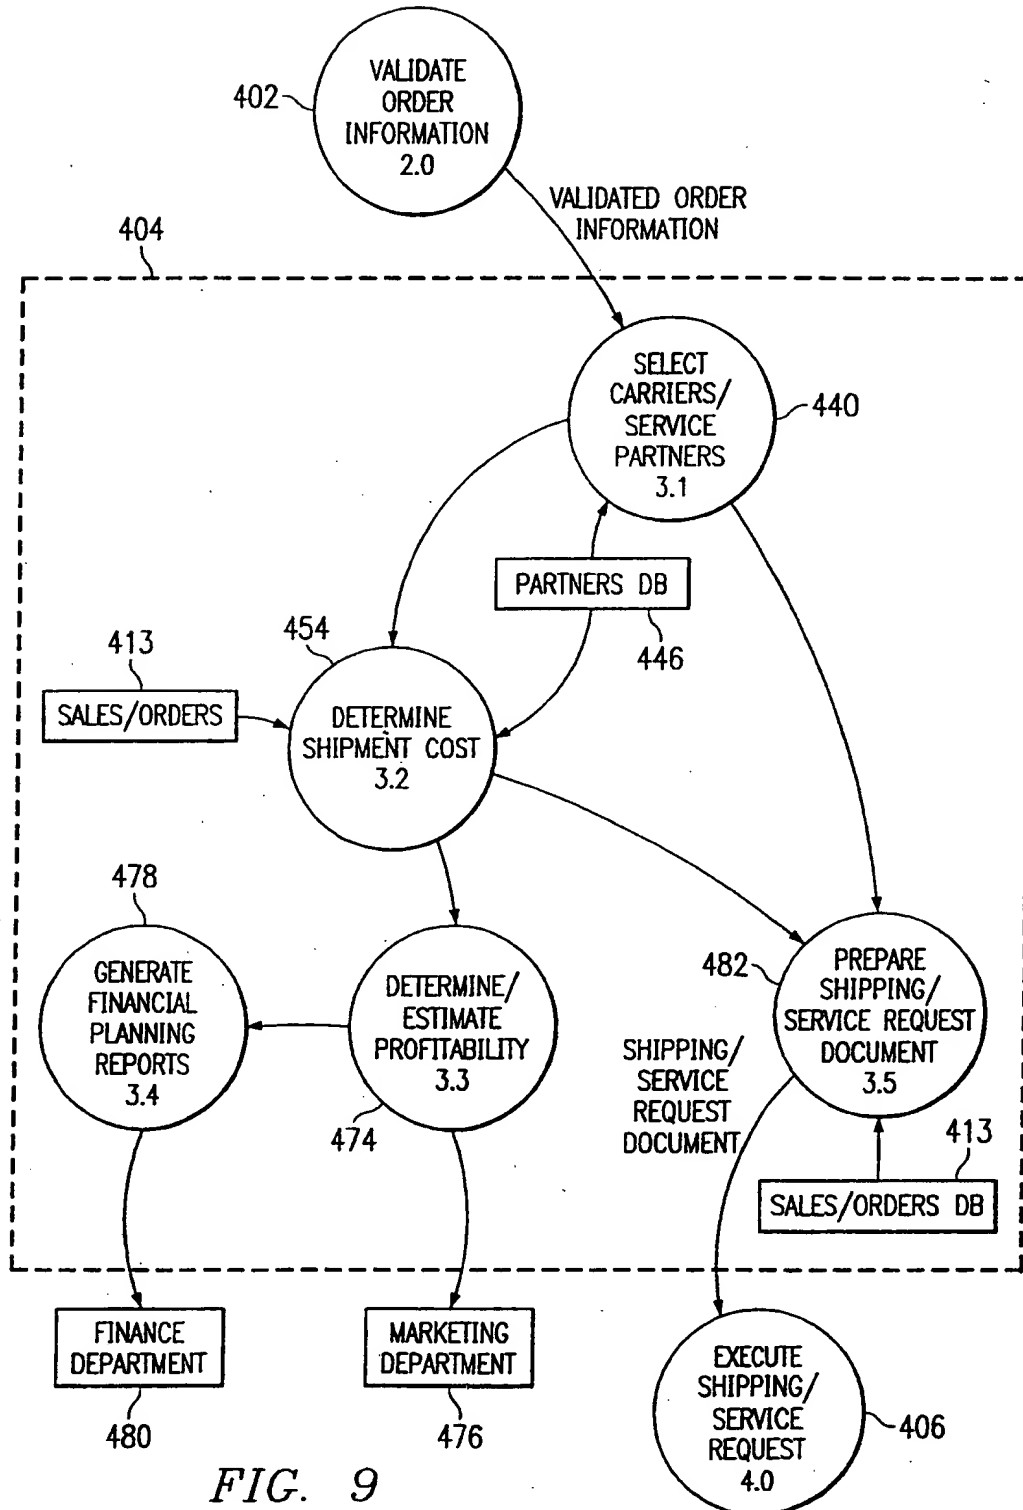 VALIDATE
ORDER
INFORMATION
2.0
402
VALIDATED ORDER
INFORMATION
404
SELECT
CARRIERS/
SERVICE
PARTNERS
3.1
440
PARTNERS DB
446
454
413
SALES/ORDERS
DETERMINE
SHIPMENT COST
3.2
478
GENERATE
FINANCIAL
PLANNING
REPORTS
3.4
DETERMINE/
ESTIMATE
PROFITABILITY
3.3
474
482
PREPARE
SHIPPING/
SERVICE REQUEST
DOCUMENT
3.5
SHIPPING/
SERVICE
REQUEST
DOCUMENT
413
SALES/ORDERS DB
FINANCE
DEPARTMENT
480
MARKETING
DEPARTMENT
476
EXECUTE
SHIPPING/
SERVICE
REQUEST
4.0
406
FIG. 9